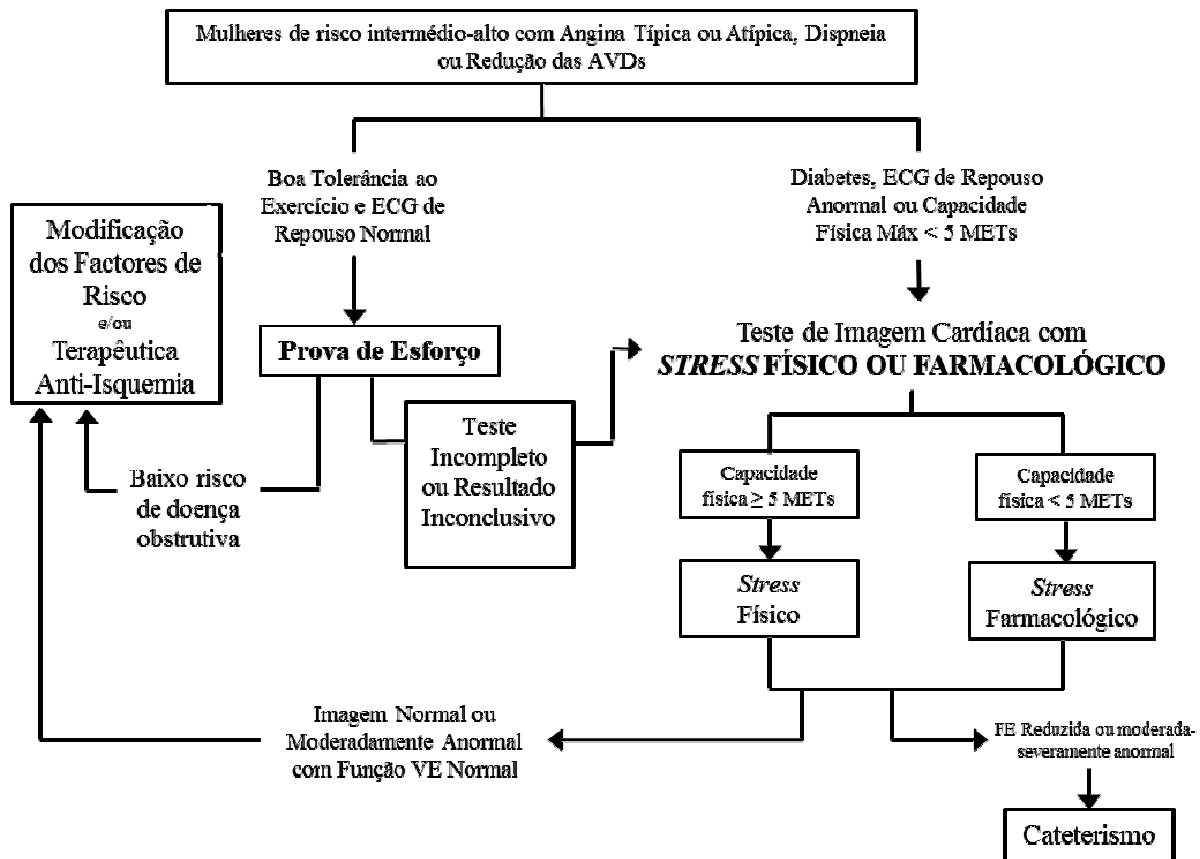 Mulheres de risco intermédio-alto com Angina Típica ou Atípica, Dispneia
ou Redução das AVDs
Boa Tolerância ao
Exercício e ECG de
Repouso Normal
Diabetes, ECG de Repouso
Anormal ou Capacidade
Física Máx < 5 METs
Modificação
dos Factores de
Risco
e/ou
Terapêutica
Anti-Isquemia
Prova de Esforço
Teste de Imagem Cardíaca com
STRESS FÍSICO OU FARMACOLÓGICO
Teste
Incompleto
ou Resultado
Inconclusivo
Baixo risco
de doença
obstrutiva
Capacidade
física ≥ 5 METs
Capacidade
física < 5 METs
Stress
Físico
Stress
Farmacológico
Imagem Normal ou
Moderadamente Anormal
com Função VE Normal
FE Reduzida ou moderada-
severamente anormal
Cateterismo